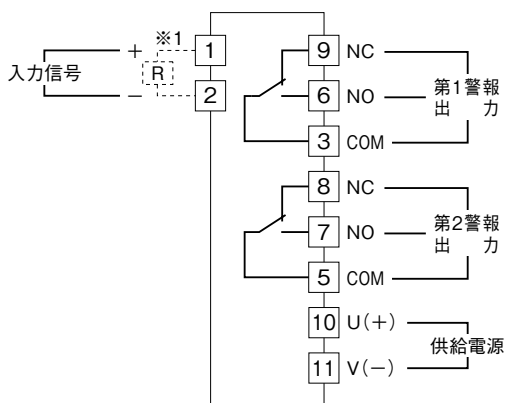 ※1
+
1
入力信号
R
−
2
9 NC
6 NO
3 COM
第1警報
出 力
8 NC
7 NO
5 COM
第2警報
出 力
10 U(+)
11 V(−)
供給電源